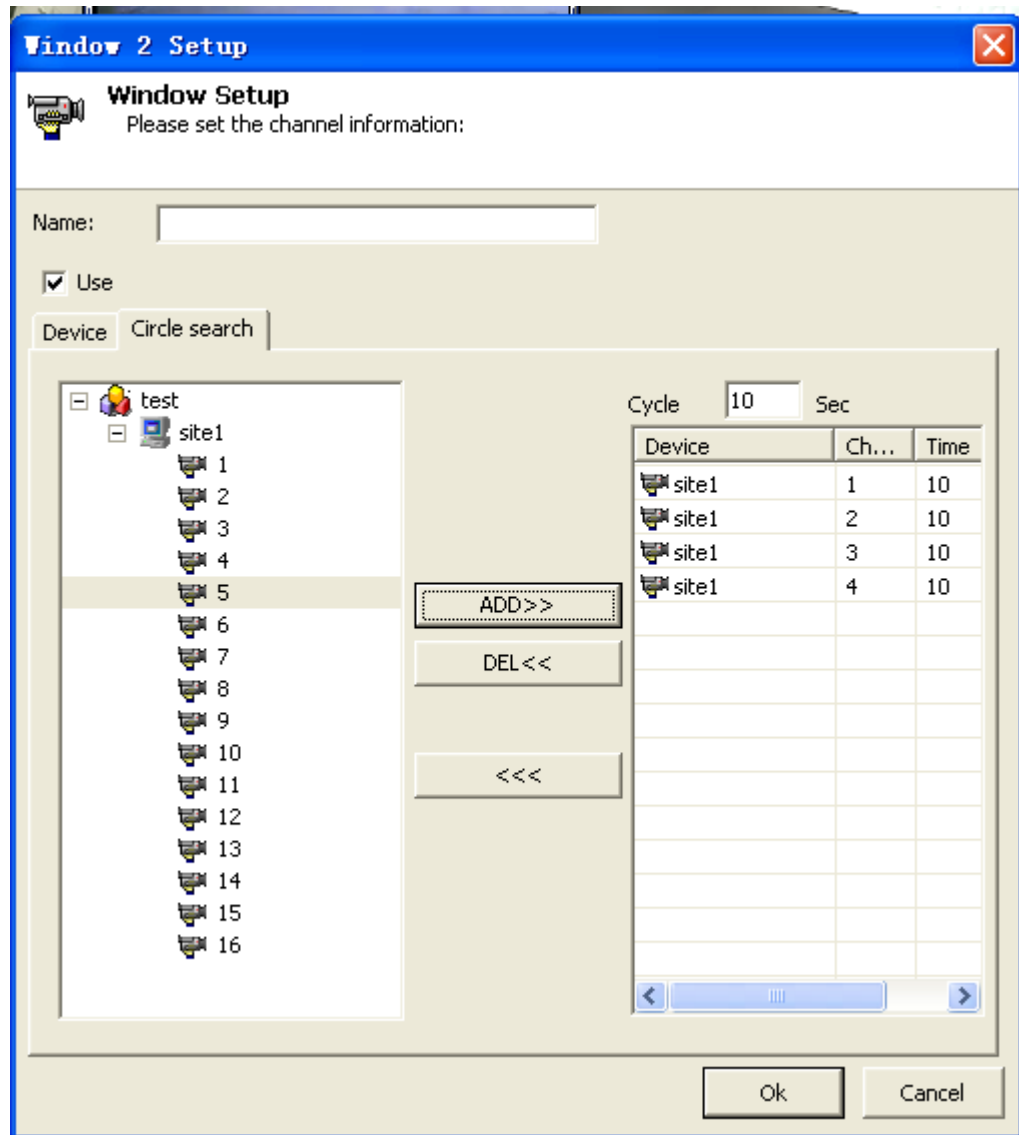 Window 2 Setup
Window Setup
Please set the channel information:
Name:
Use
Device Circle search
test
site1
1
2
3
4
5
6
7
8
9
10
11
12
13
14
15
16
ADD>>
DEL<<
<<<
Cycle 10 Sec
Device Ch... Time
site1 1 10
site1 2 10
site1 3 10
site1 4 10
Ok Cancel